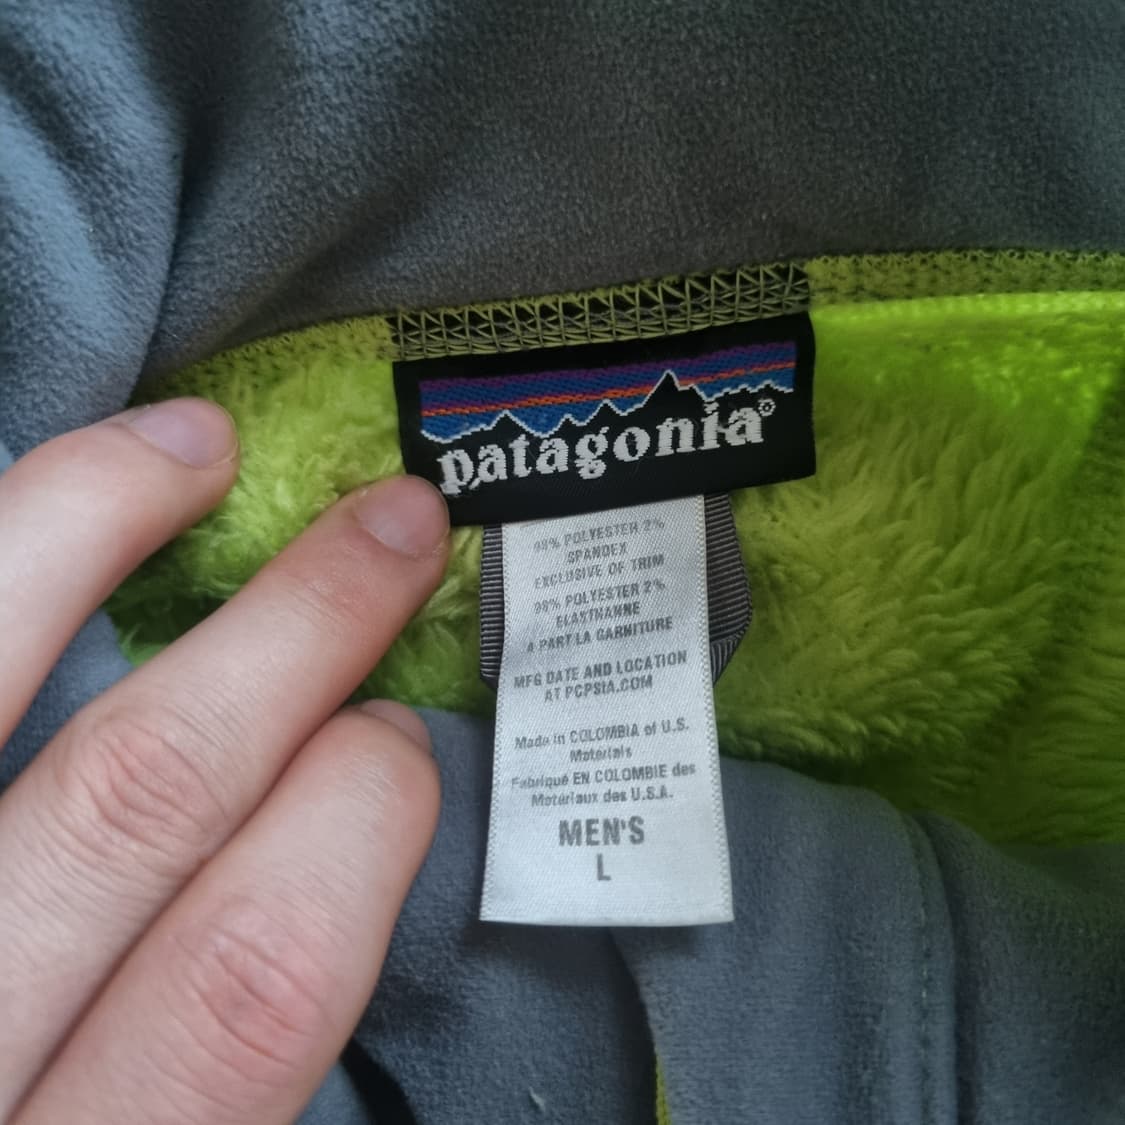 patagonia®
98% POLYESTER 2%
SPANDEX
EXCLUSIVE OF TRIM
98% POLYESTER 2%
ELASTHANNE
A PART LA GARNITURE
MFG DATE AND LOCATION
AT PCPSIA.COM
Made in COLOMBIA of U.S.
Materials
Fabriqué EN COLOMBIE des
Matériaux des U.S.A.
MEN'S
L